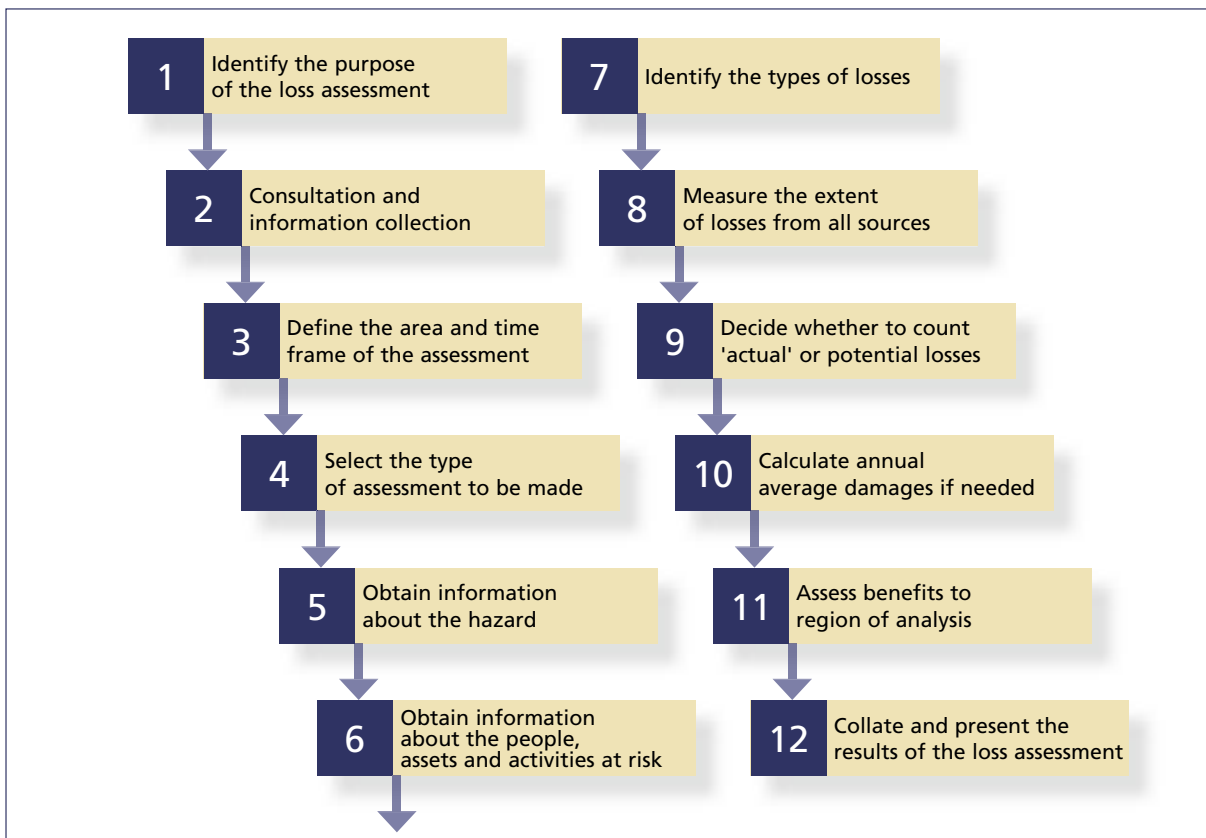 1
Identify the purpose
of the loss assessment
2
Consultation and
information collection
3
Define the area and time
frame of the assessment
4
Select the type
of assessment to be made
5
Obtain information
about the hazard
6
Obtain information
about the people,
assets and activities at risk
7
Identify the types of losses
8
Measure the extent
of losses from all sources
9
Decide whether to count
'actual' or potential losses
10
Calculate annual
average damages if needed
11
Assess benefits to
region of analysis
12
Collate and present the
results of the loss assessment